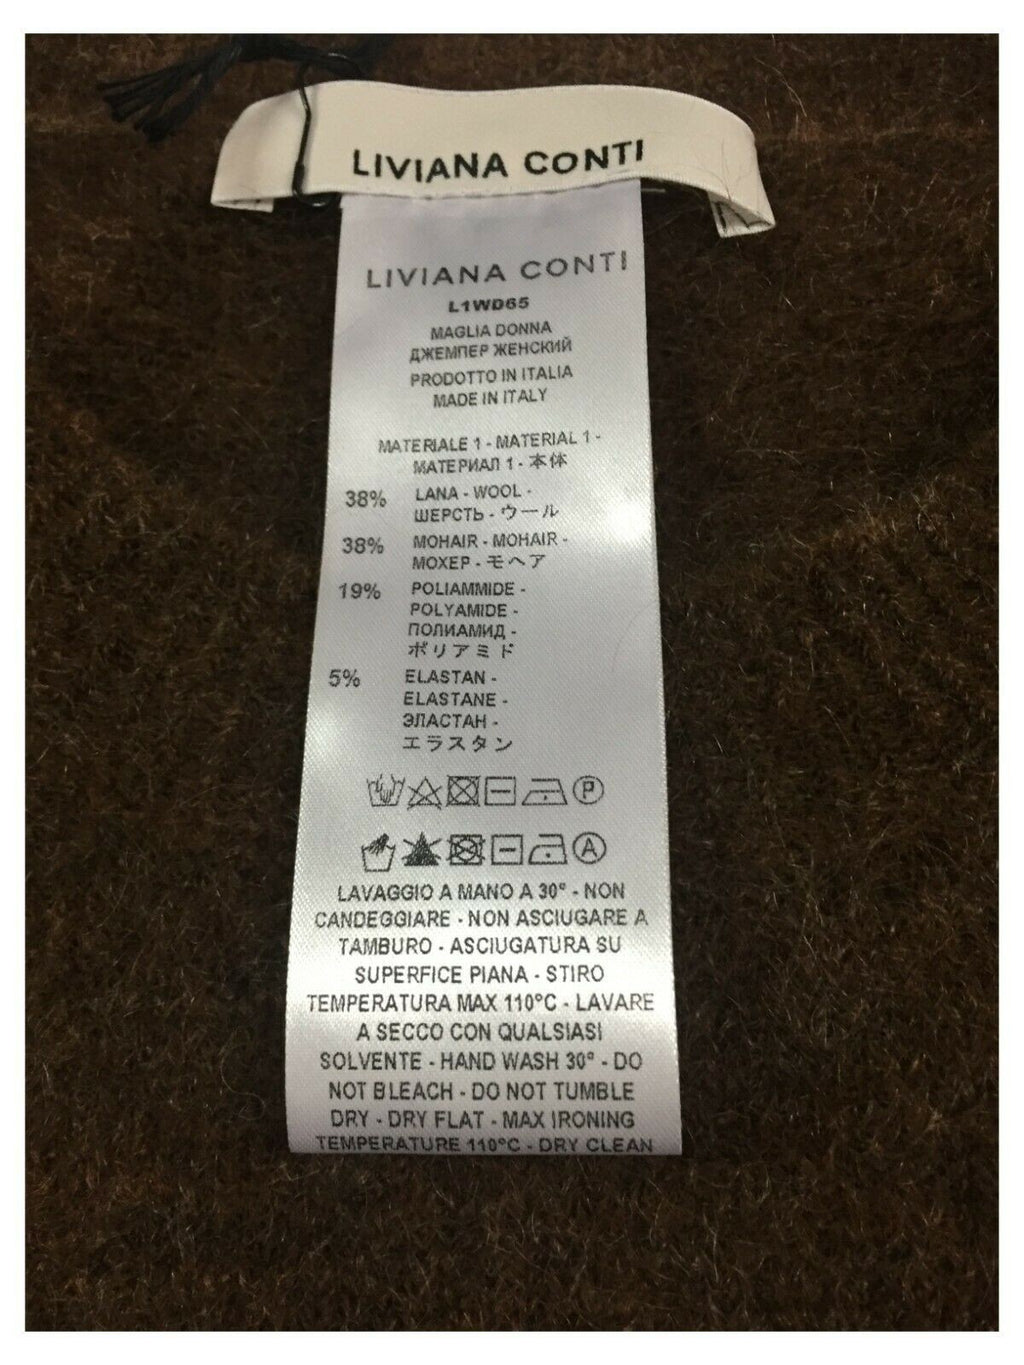 LIVIANA CONTI
LIVIANA CONTI
L1WD65
MAGLIA DONNA
ДЖЕМПЕР ЖЕНСКИЙ
PRODOTTO IN ITALIA
MADE IN ITALY
MATERIALE 1 - MATERIAL 1 -
МАТЕРИАЛ 1 - 本体
38% LANA - WOOL -
ШЕРСТЬ - ウール
38% MOHAIR - MOHAIR -
МОХЕР - モヘア
19% POLIAMMIDE -
POLYAMIDE -
ПОЛИАМИД -
ポリアミド
5% ELASTAN -
ELASTANE -
ЭЛАСТАН -
エラスタン
P
A
LAVAGGIO A MANO A 30° - NON
CANDEGGIARE - NON ASCIUGARE A
TAMBURO - ASCIUGATURA SU
SUPERFICE PIANA - STIRO
TEMPERATURA MAX 110°C - LAVARE
A SECCO CON QUALSIASI
SOLVENTE - HAND WASH 30° - DO
NOT BLEACH - DO NOT TUMBLE
DRY - DRY FLAT - MAX IRONING
TEMPERATURE 110°C - DRY CLEAN